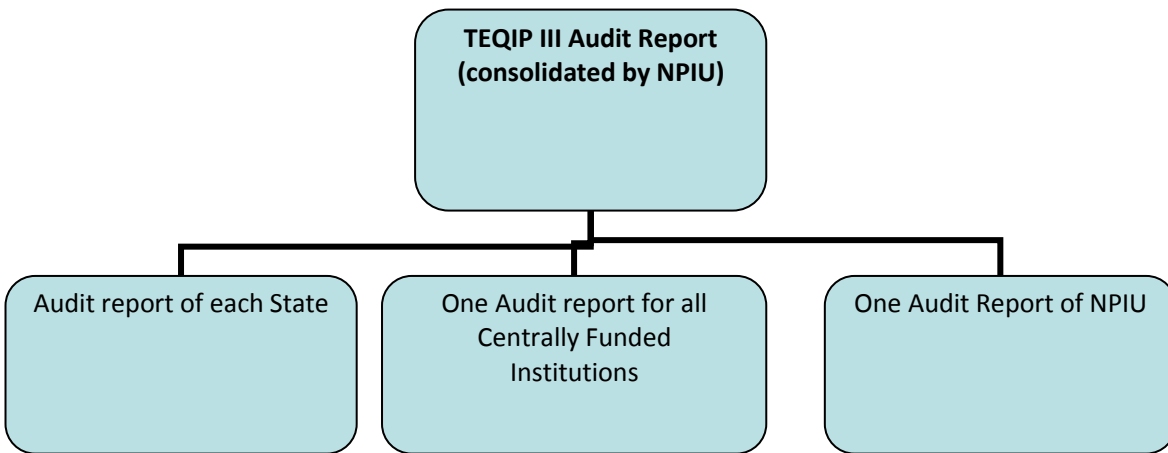 TEQIP III Audit Report
(consolidated by NPIU)
Audit report of each State
One Audit report for all
Centrally Funded
Institutions
One Audit Report of NPIU